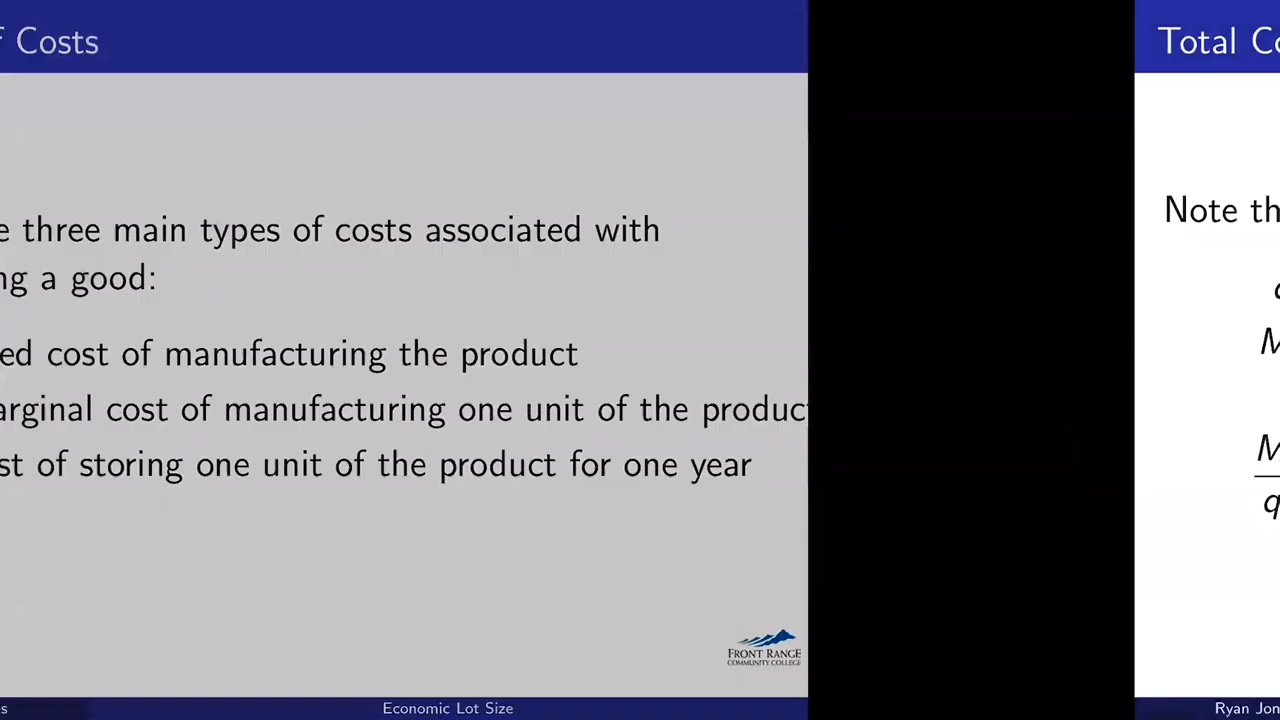 f Costs
e three main types of costs associated with
ng a good:
ed cost of manufacturing the product
arginal cost of manufacturing one unit of the product
st of storing one unit of the product for one year
FRONT RANGE
COMMUNITY COLLEGE
s
Economic Lot Size
Total Co
Note th
M
M
q
Ryan Jon